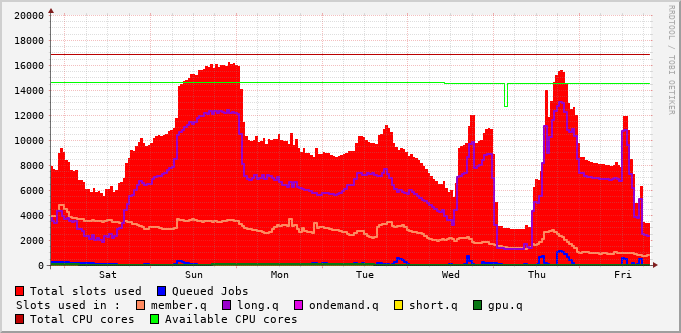 20000
18000
16000
14000
12000
10000
8000
6000
4000
2000
0
Sat Sun Mon Tue Wed Thu Fri
RRDTOOL / TOBI OETIKER
Total slots used Queued Jobs
Slots used in : member.q long.q ondemand.q short.q gpu.q
Total CPU cores Available CPU cores